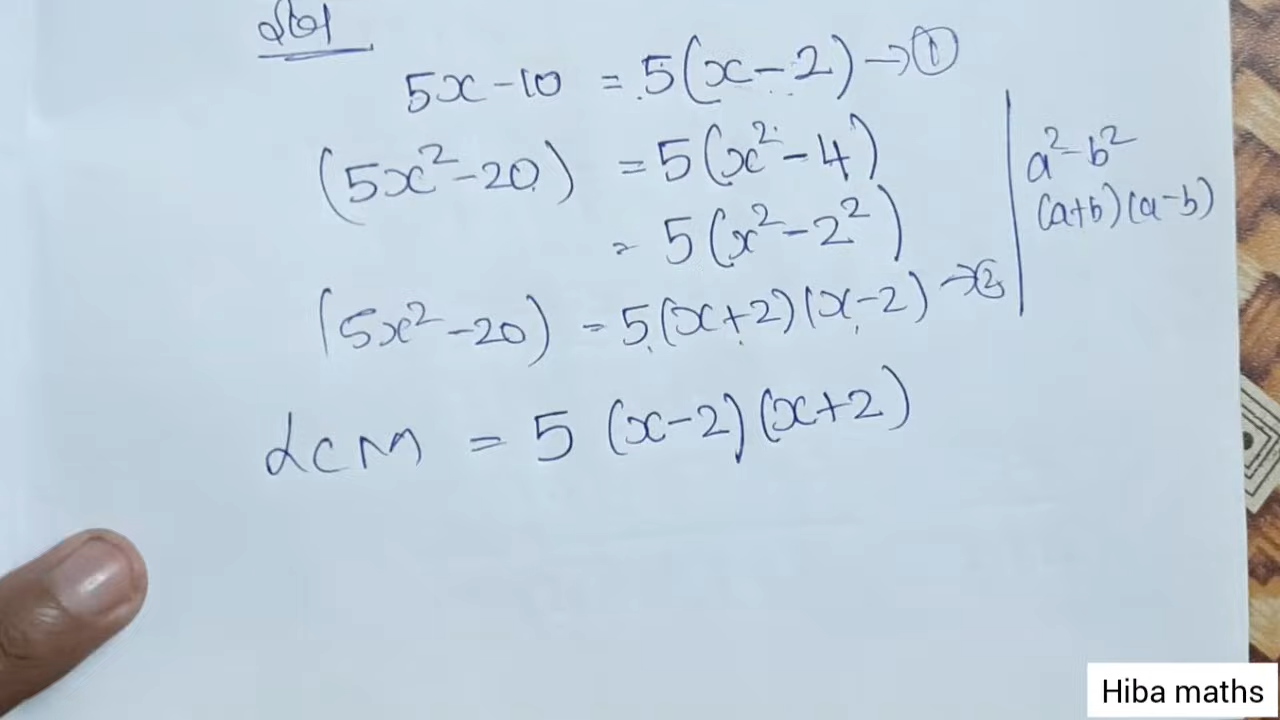 5x - 10 = 5(x - 2) → ①
(5x² - 20) = 5(x² - 4)
= 5(x² - 2²)
(5x² - 20) = 5(x + 2)(x - 2) → ②
a² - b²
(a+b)(a-b)
LCM = 5 (x - 2)(x + 2)
Hiba maths